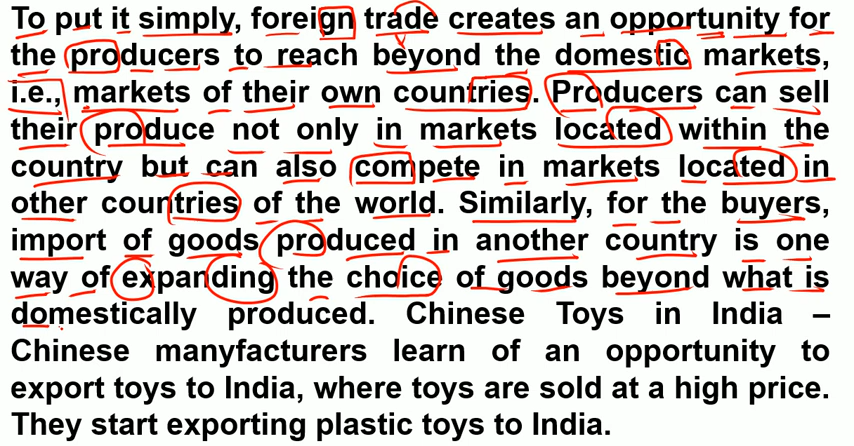 To put it simply, foreign trade creates an opportunity for
the producers to reach beyond the domestic markets,
i.e., markets of their own countries. Producers can sell
their produce not only in markets located within the
country but can also compete in markets located in
other countries of the world. Similarly, for the buyers,
import of goods produced in another country is one
way of expanding the choice of goods beyond what is
domestically produced. Chinese Toys in India –
Chinese manyfacturers learn of an opportunity to
export toys to India, where toys are sold at a high price.
They start exporting plastic toys to India.